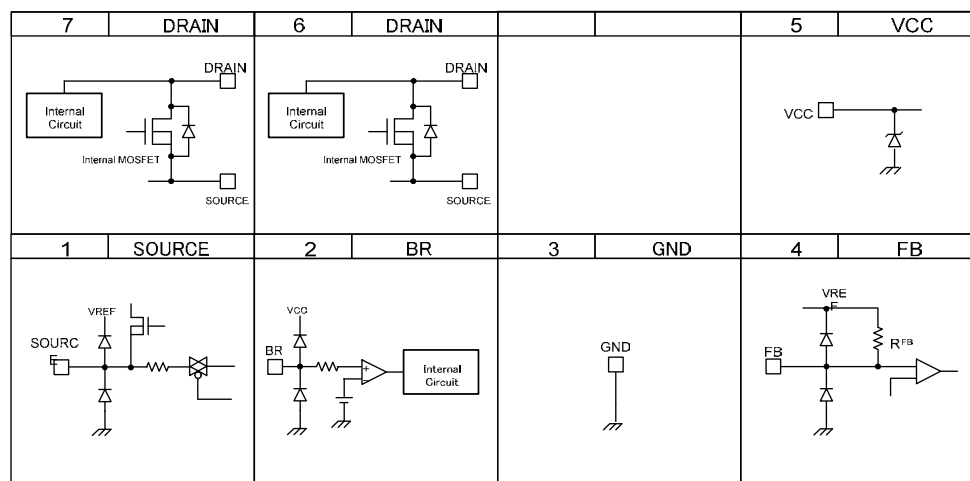 7 DRAIN 6 DRAIN 5 VCC
DRAIN
Internal
Circuit
Internal MOSFET
SOURCE
DRAIN
Internal
Circuit
Internal MOSFET
SOURCE
VCC
1 SOURCE 2 BR 3 GND 4 FB
VREF
SOURC
E
VCC
BR
+
−
Internal
Circuit
GND
VRE
F
RFB
FB